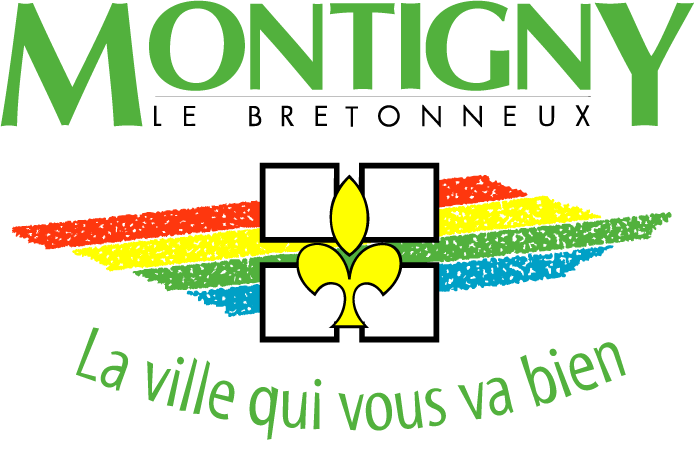 MONTIGNY
LE BRETONNEUX
La ville qui vous va bien